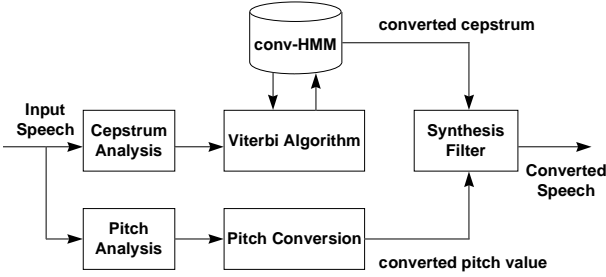 conv-HMM
converted cepstrum
Input
Speech
Cepstrum
Analysis
Viterbi Algorithm
Synthesis
Filter
Converted
Speech
Pitch
Analysis
Pitch Conversion
converted pitch value